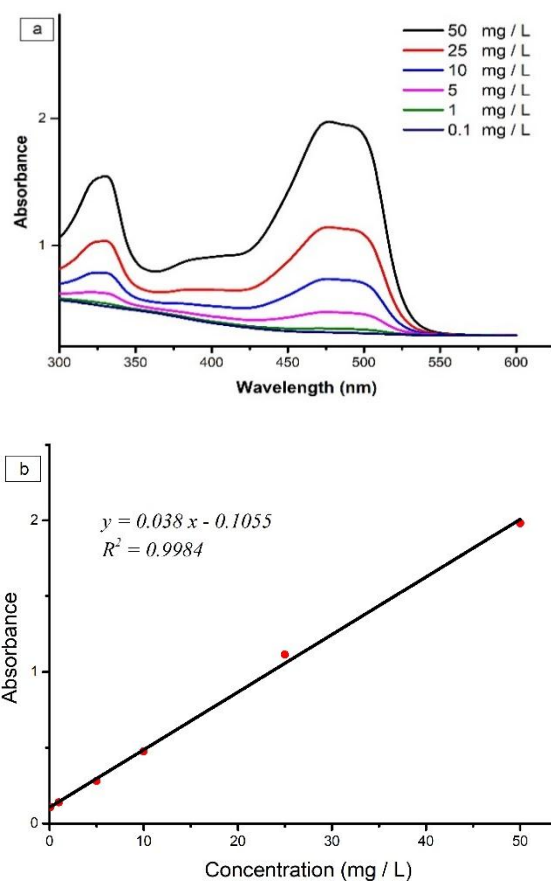 a
50 mg / L
25 mg / L
10 mg / L
5 mg / L
1 mg / L
0.1 mg / L
2
1
Absorbance
300 350 400 450 500 550 600
Wavelength (nm)
b
y = 0.038 x - 0.1055
R² = 0.9984
2
1
0
Absorbance
0 10 20 30 40 50
Concentration (mg / L)